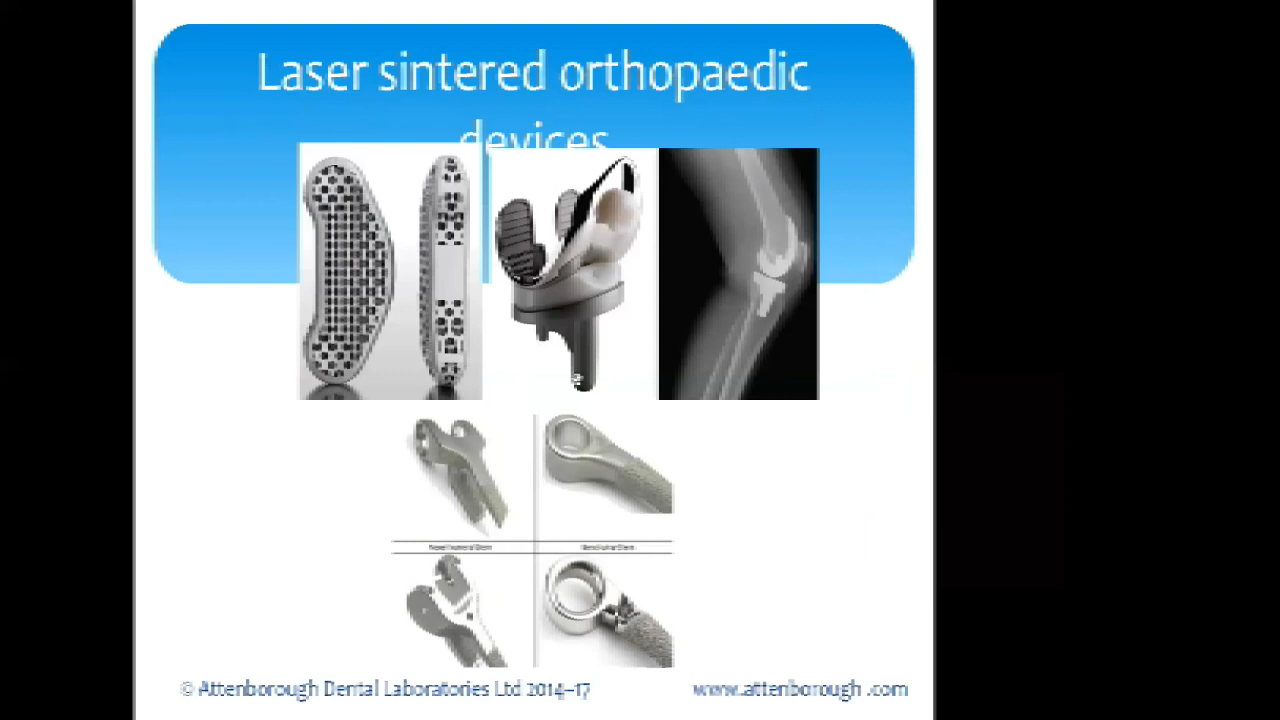 Laser sintered orthopaedic
devices
© Attenborough Dental Laboratories Ltd 2014–17
www.attenborough .com